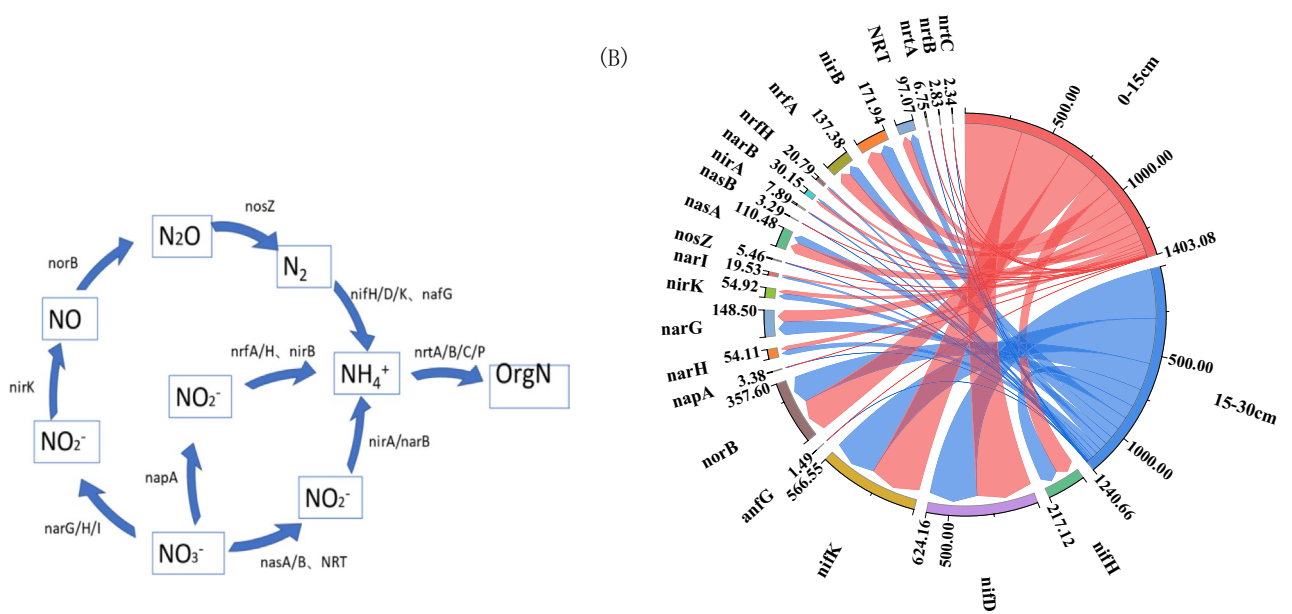 nosZ
N₂O
norB
N₂
nifH/D/K、nafG
NO
nrfA/H、nirB
nrtA/B/C/P
nirK
NH₄⁺
OrgN
NO₂⁻
NO₂⁻
nirA/narB
napA
NO₂⁻
narG/H/I
NO₃⁻
nasA/B、NRT
(B)
nrtC
2.34
nrtB
2.83
nrtA
6.75
NRT
97.07
nirB
171.94
nrfA
137.38
nrfH
20.79
narB
30.15
nirA
7.89
nasB
3.29
nasA
110.48
nosZ
5.46
narI
19.53
nirK
54.92
narG
148.50
narH
54.11
napA
3.38
norB
357.60
anfG
1.49
nifK
566.55
nifD
624.16
500.00
nifH
217.12
0-15cm
500.00
1000.00
1403.08
15-30cm
500.00
1000.00
1240.66